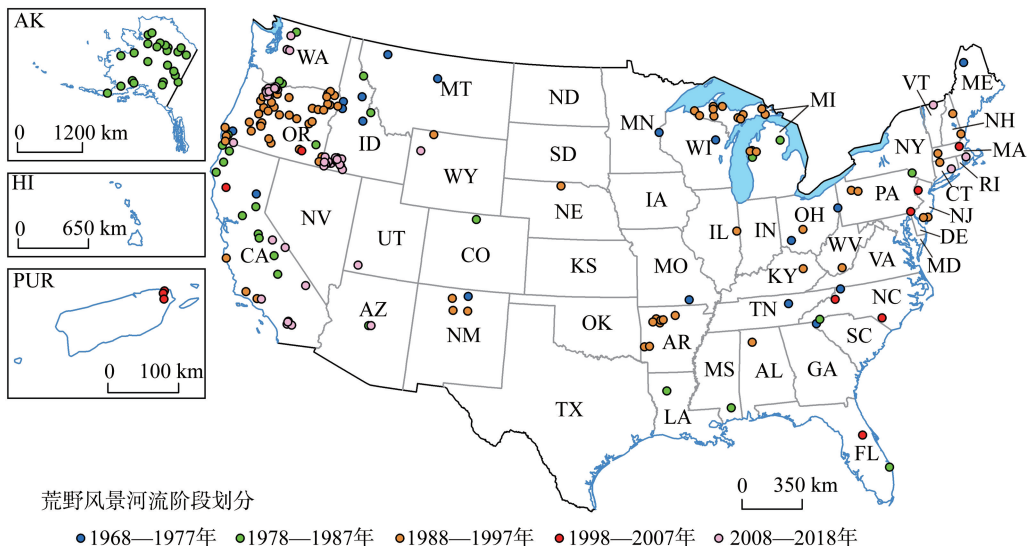 AK
0 1200 km
HI
0 650 km
PUR
0 100 km
WA
MT
ND
MN
MI
VT
ME
OR
ID
SD
WI
NY
NH
MA
WY
IA
PA
CT
RI
NV
NE
IL
IN
OH
NJ
UT
CO
WV
DE
CA
KS
MO
KY
VA
MD
AZ
NM
OK
TN
NC
AR
SC
MS
AL
GA
TX
LA
FL
0 350 km
荒野风景河流阶段划分
1968—1977年 1978—1987年 1988—1997年 1998—2007年 2008—2018年